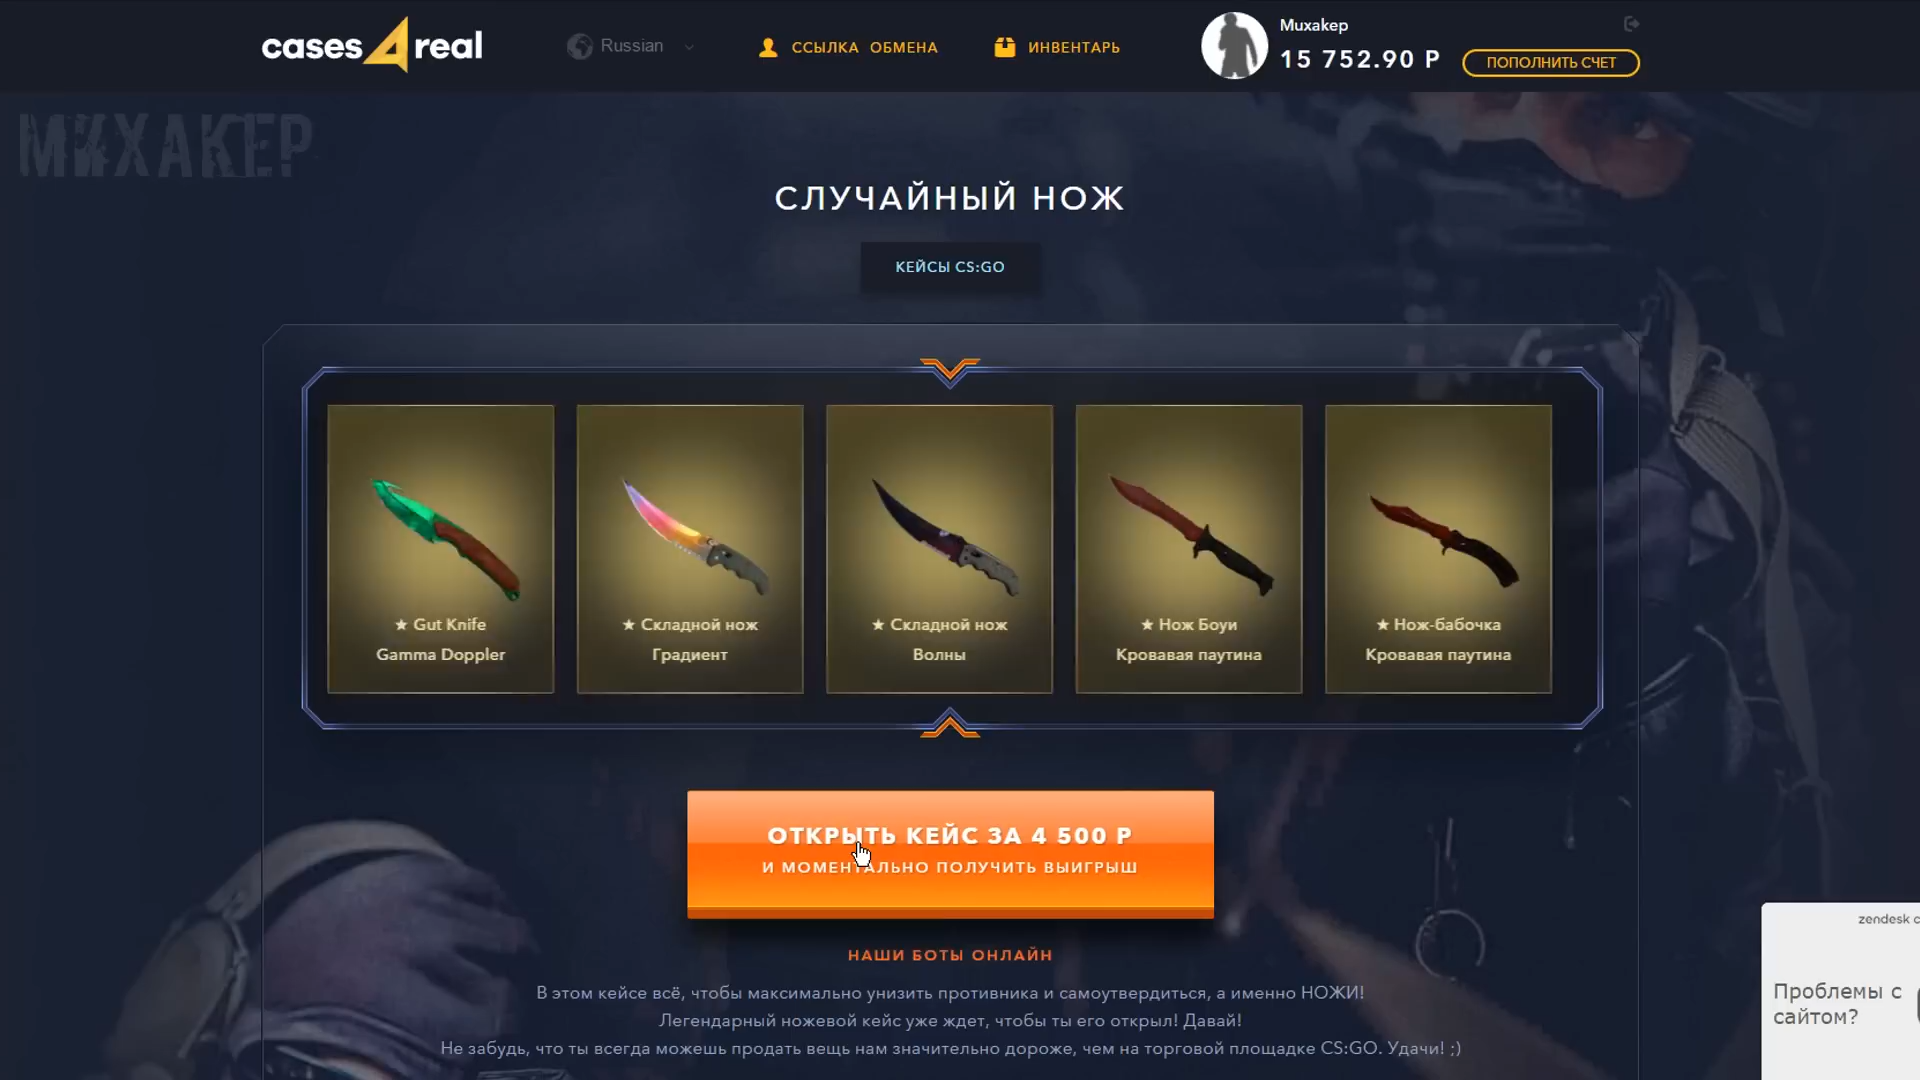 cases4real
Russian
ССЫЛКА ОБМЕНА
ИНВЕНТАРЬ
Михакер
15 752.90 Р
ПОПОЛНИТЬ СЧЕТ
МИХАКЕР
СЛУЧАЙНЫЙ НОЖ
КЕЙСЫ CS:GO
★ Gut Knife
Gamma Doppler
★ Складной нож
Градиент
★ Складной нож
Волны
★ Нож Боуи
Кровавая паутина
★ Нож-бабочка
Кровавая паутина
ОТКРЫТЬ КЕЙС ЗА 4 500 Р
И МОМЕНТАЛЬНО ПОЛУЧИТЬ ВЫИГРЫШ
НАШИ БОТЫ ОНЛАЙН
В этом кейсе всё, чтобы максимально унизить противника и самоутвердиться, а именно НОЖИ!
Легендарный ножевой кейс уже ждет, чтобы ты его открыл! Давай!
Не забудь, что ты всегда можешь продать вещь нам значительно дороже, чем на торговой площадке CS:GO. Удачи! ;)
zendesk
Проблемы с
сайтом?